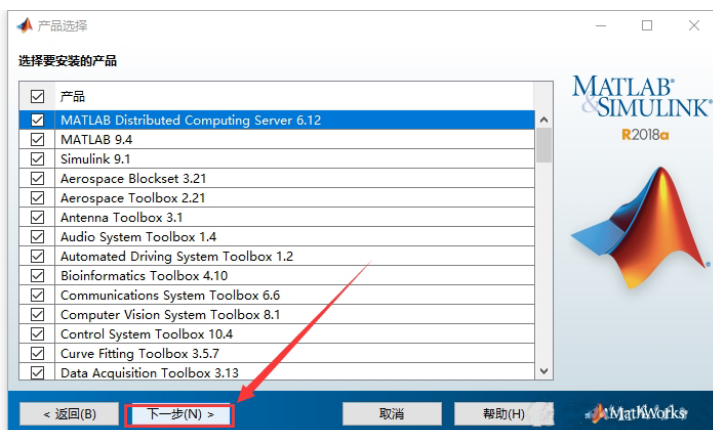 产品选择
选择要安装的产品
产品
MATLAB Distributed Computing Server 6.12
MATLAB 9.4
Simulink 9.1
Aerospace Blockset 3.21
Aerospace Toolbox 2.21
Antenna Toolbox 3.1
Audio System Toolbox 1.4
Automated Driving System Toolbox 1.2
Bioinformatics Toolbox 4.10
Communications System Toolbox 6.6
Computer Vision System Toolbox 8.1
Control System Toolbox 10.4
Curve Fitting Toolbox 3.5.7
Data Acquisition Toolbox 3.13
MATLAB®
&SIMULINK®
R2018a
®
< 返回(B) 下一步(N) > 取消 帮助(H) MathWorks®